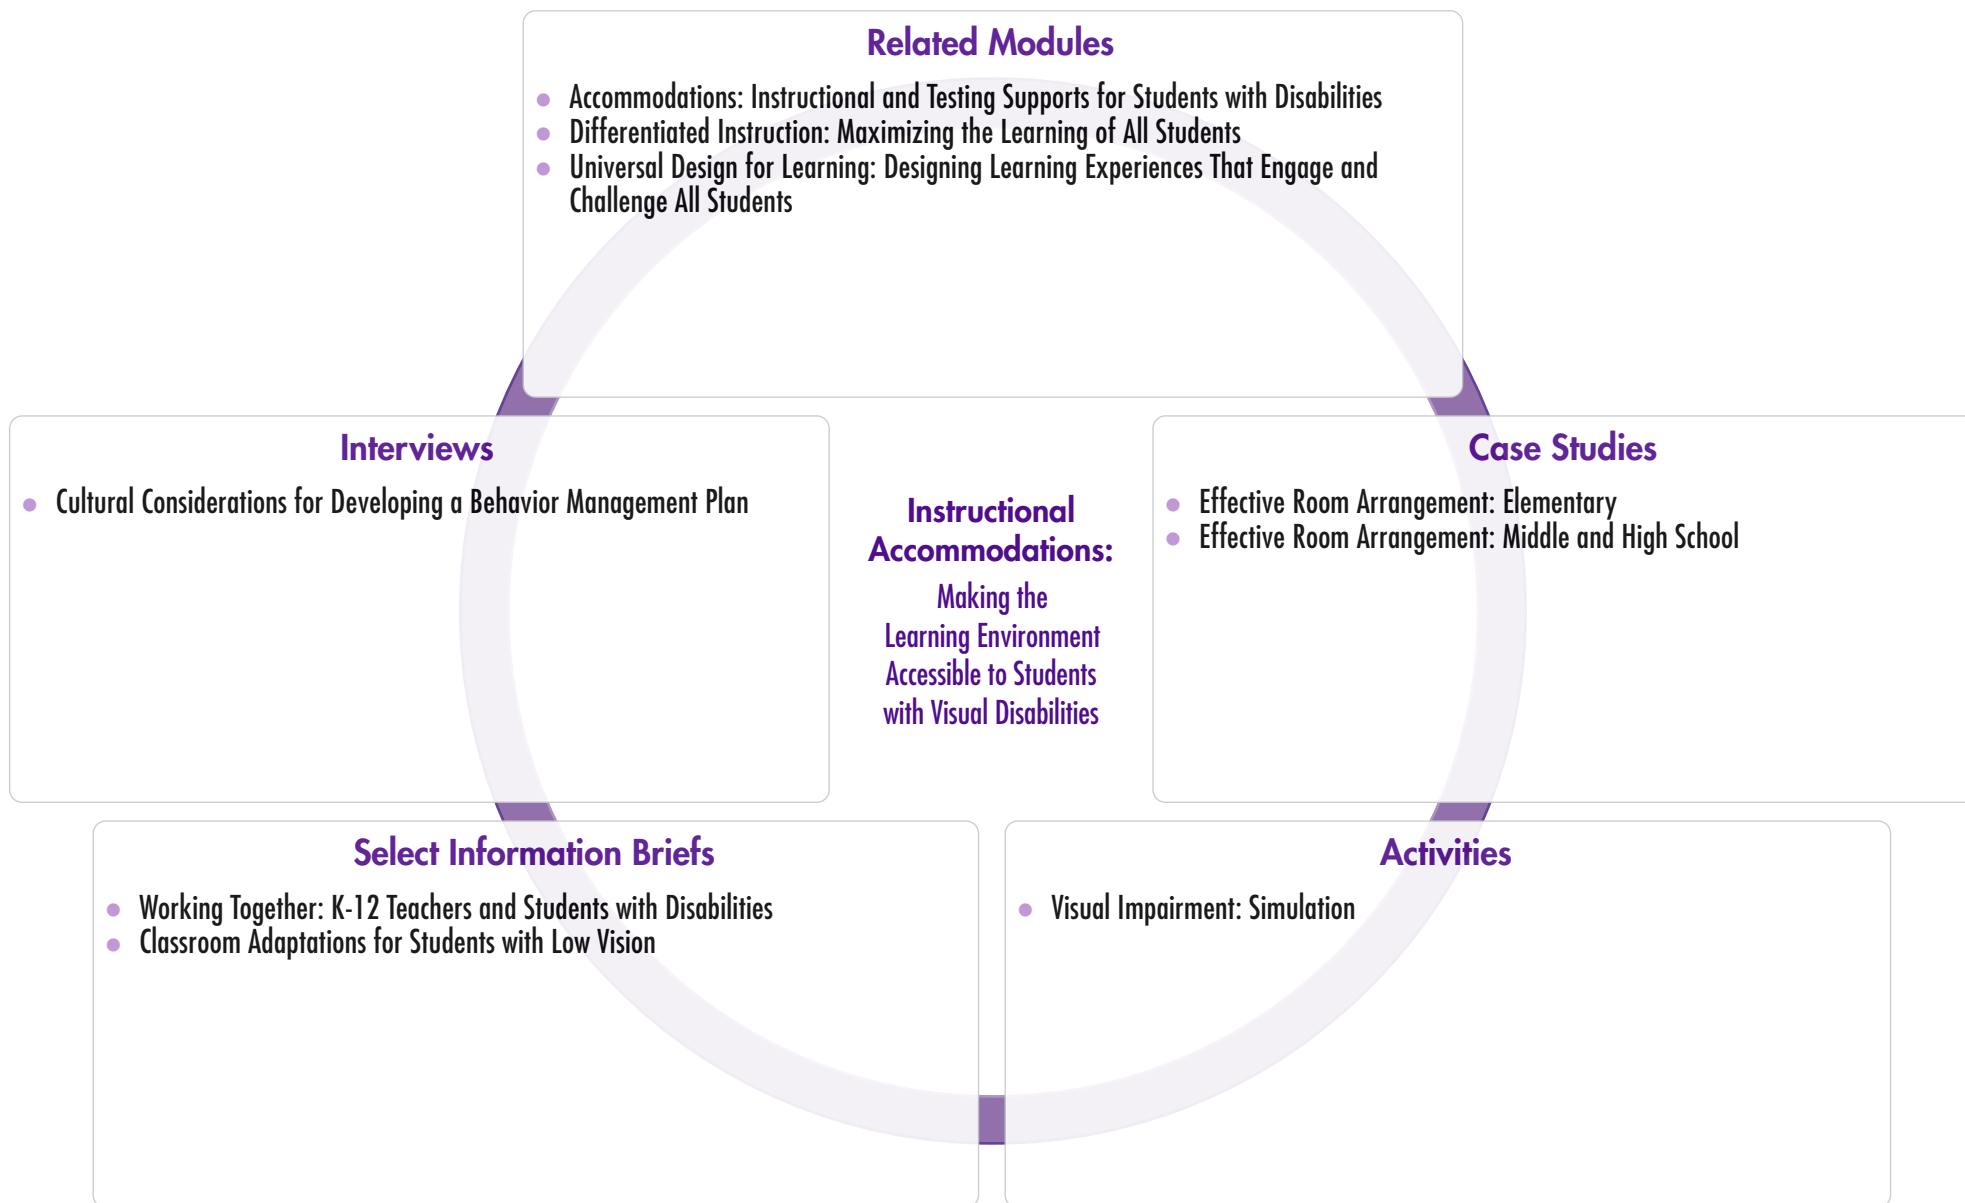 Related Modules
Accommodations: Instructional and Testing Supports for Students with Disabilities
Differentiated Instruction: Maximizing the Learning of All Students
Universal Design for Learning: Designing Learning Experiences That Engage and
Challenge All Students
Interviews
Cultural Considerations for Developing a Behavior Management Plan
Instructional
Accommodations:
Making the
Learning Environment
Accessible to Students
with Visual Disabilities
Case Studies
Effective Room Arrangement: Elementary
Effective Room Arrangement: Middle and High School
Select Information Briefs
Working Together: K-12 Teachers and Students with Disabilities
Classroom Adaptations for Students with Low Vision
Activities
Visual Impairment: Simulation